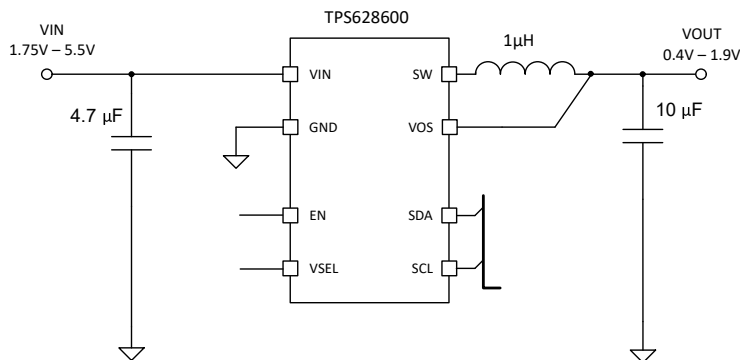 TPS628600
VIN
1.75V – 5.5V
1µH
VOUT
0.4V – 1.9V
VIN
SW
4.7 µF
GND
VOS
10 µF
EN
SDA
VSEL
SCL